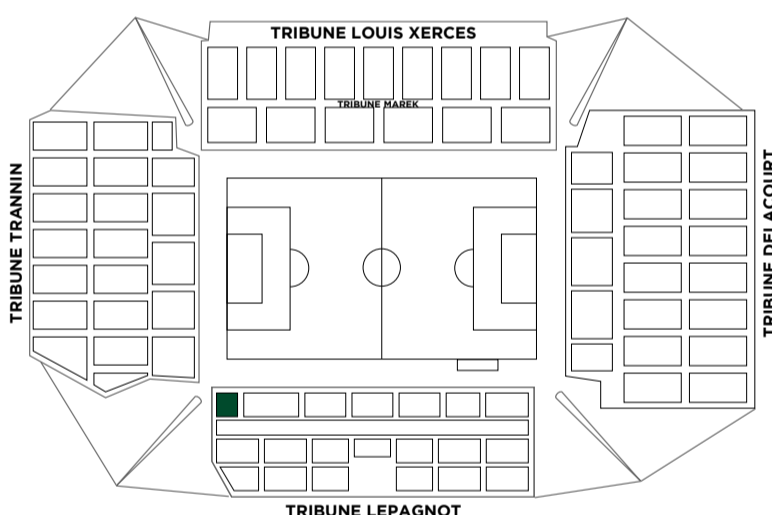 TRIBUNE LOUIS XERCES
TRIBUNE MAREK
TRIBUNE TRANNIN
TRIBUNE DELACOURT
TRIBUNE LEPAGNOT